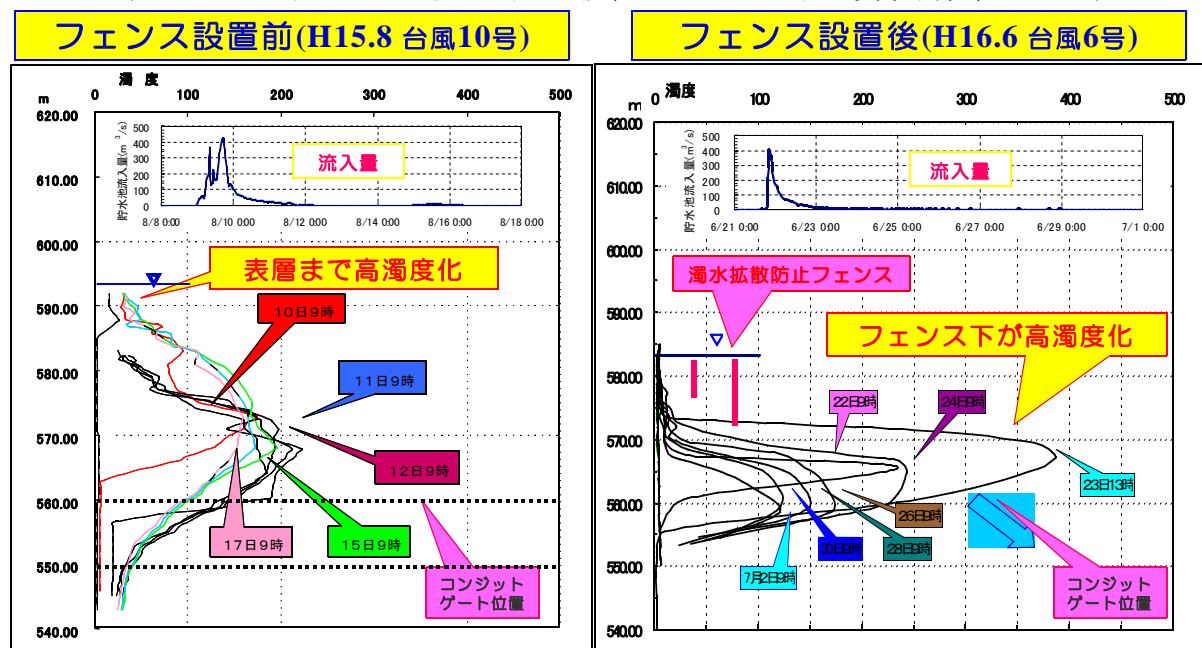 フェンス設置前(H15.8 台風10号)
濁 度
m
0
100
200
300
400
500
620.00
610.00
600.00
590.00
580.00
570.00
560.00
550.00
540.00
貯水池流入量(m³/s)
500
400
300
200
100
0
8/8 0:00
8/10 0:00
8/12 0:00
8/14 0:00
8/16 0:00
8/18 0:00
流入量
表層まで高濁度化
10日9時
11日9時
12日9時
17日9時
15日9時
コンジット
ゲート位置
フェンス設置後(H16.6 台風6号)
濁度
m
0
100
200
300
400
500
620.00
610.00
600.00
590.00
580.00
570.00
560.00
550.00
540.00
貯水池流入量(m³/s)
500
400
300
200
100
0
6/21 0:00
6/23 0:00
6/25 0:00
6/27 0:00
6/29 0:00
7/1 0:00
流入量
濁水拡散防止フェンス
フェンス下が高濁度化
22日9時
24日9時
23日13時
26日9時
30日9時
28日9時
7月2日9時
コンジット
ゲート位置